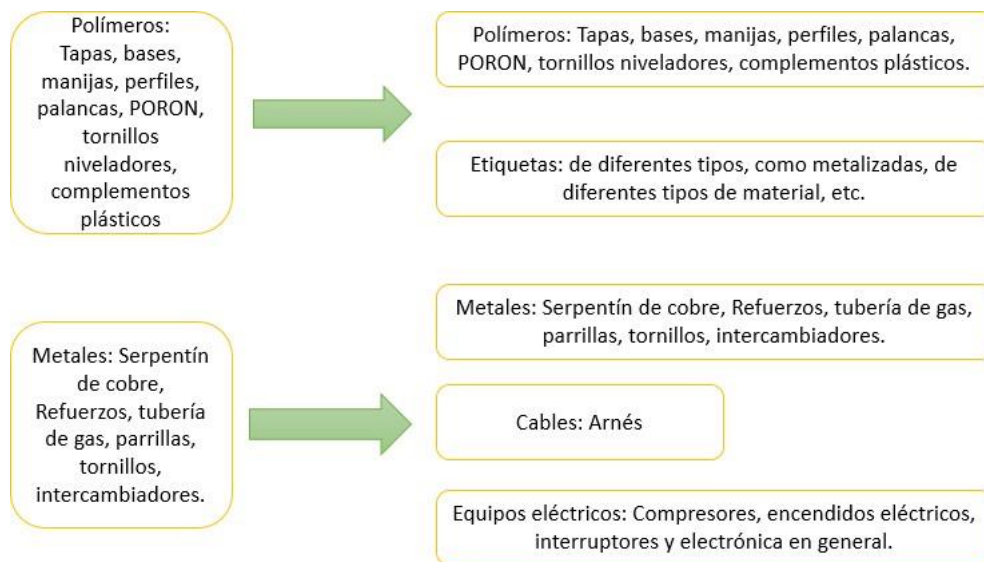 Polímeros:
Tapas, bases,
manijas, perfiles,
palancas, PORON,
tornillos
niveladores,
complementos
plásticos
Porímeros: Tapas, bases, manijas, perfiles, palancas,
PORON, tornillos niveladores, complementos plásticos.
Etiquetas: de diferentes tipos, como metalizadas, de
diferentes tipos de material, etc.
Metales: Serpentín
de cobre,
Refuerzos, tubería
de gas, parrillas,
tornillos,
intercambiadores.
Metales: Serpentín de cobre, Refuerzos, tubería de gas,
parrillas, tornillos, intercambiadores.
Cables: Arnés
Equipos eléctricos: Compresores, encendidos eléctricos,
interruptores y electrónica en general.